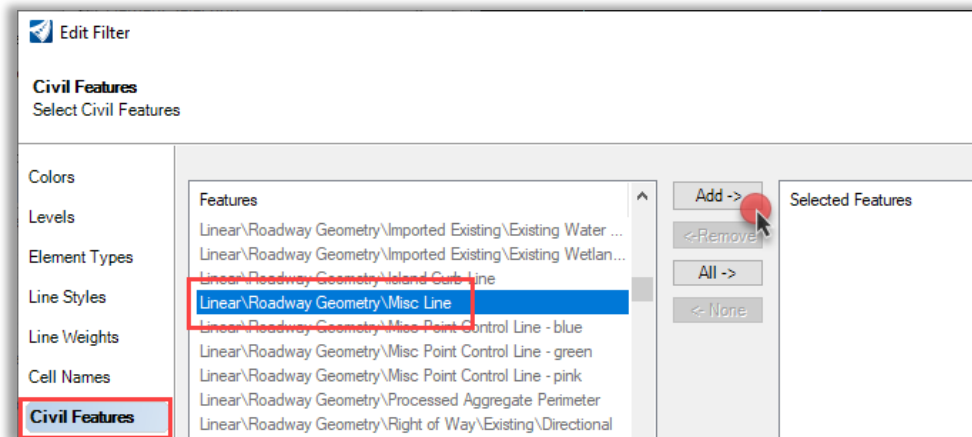 Edit Filter
Civil Features
Select Civil Features
Colors
Levels
Element Types
Line Styles
Line Weights
Cell Names
Civil Features
Features
Linear\Roadway Geometry\Imported Existing\Existing Water ...
Linear\Roadway Geometry\Imported Existing\Existing Wetlan...
Linear\Roadway Geometry\Island Curb Line
Linear\Roadway Geometry\Misc Line
Linear\Roadway Geometry\Misc Point Control Line - blue
Linear\Roadway Geometry\Misc Point Control Line - green
Linear\Roadway Geometry\Misc Point Control Line - pink
Linear\Roadway Geometry\Processed Aggregate Perimeter
Linear\Roadway Geometry\Right of Way\Existing\Directional
Add ->
<-Remove
All ->
<- None
Selected Features